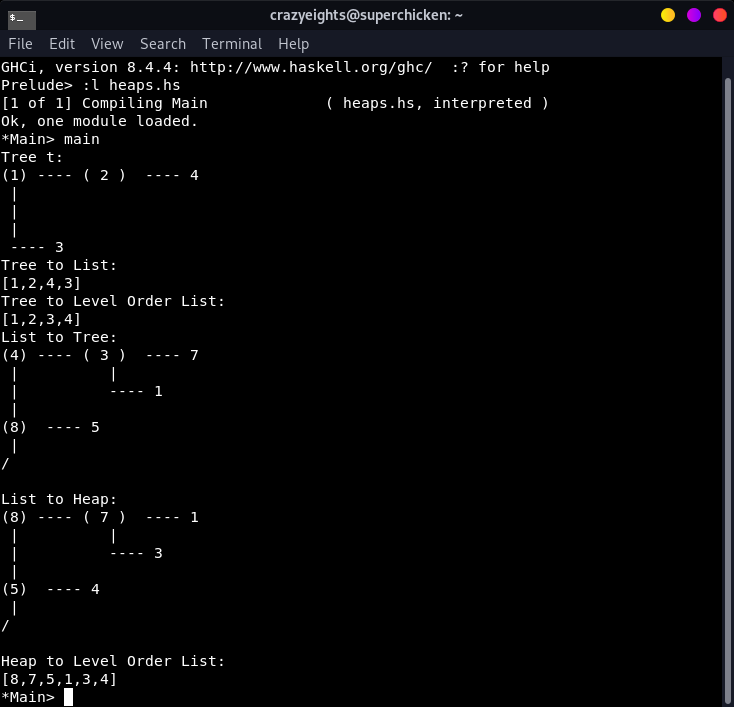 $_
crazyeights@superchicken: ~
File Edit View Search Terminal Help
GHCi, version 8.4.4: http://www.haskell.org/ghc/  :? for help
Prelude> :l heaps.hs
[1 of 1] Compiling Main             ( heaps.hs, interpreted )
Ok, one module loaded.
*Main> main
Tree t:
(1) ---- ( 2 )  ---- 4
 |
 |
 |
 ---- 3
Tree to List:
[1,2,4,3]
Tree to Level Order List:
[1,2,3,4]
List to Tree:
(4) ---- ( 3 )  ---- 7
 |          |
 |          ---- 1
 |
(8)  ---- 5
 |
/

List to Heap:
(8) ---- ( 7 )  ---- 1
 |          |
 |          ---- 3
 |
(5)  ---- 4
 |
/

Heap to Level Order List:
[8,7,5,1,3,4]
*Main>